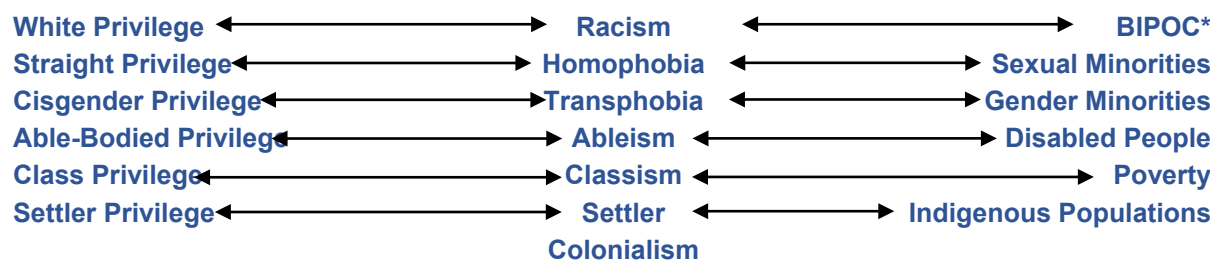 White Privilege Racism BIPOC*
Straight Privilege Homophobia Sexual Minorities
Cisgender Privilege Transphobia Gender Minorities
Able-Bodied Privilege Ableism Disabled People
Class Privilege Classism Poverty
Settler Privilege Settler Indigenous Populations
Colonialism